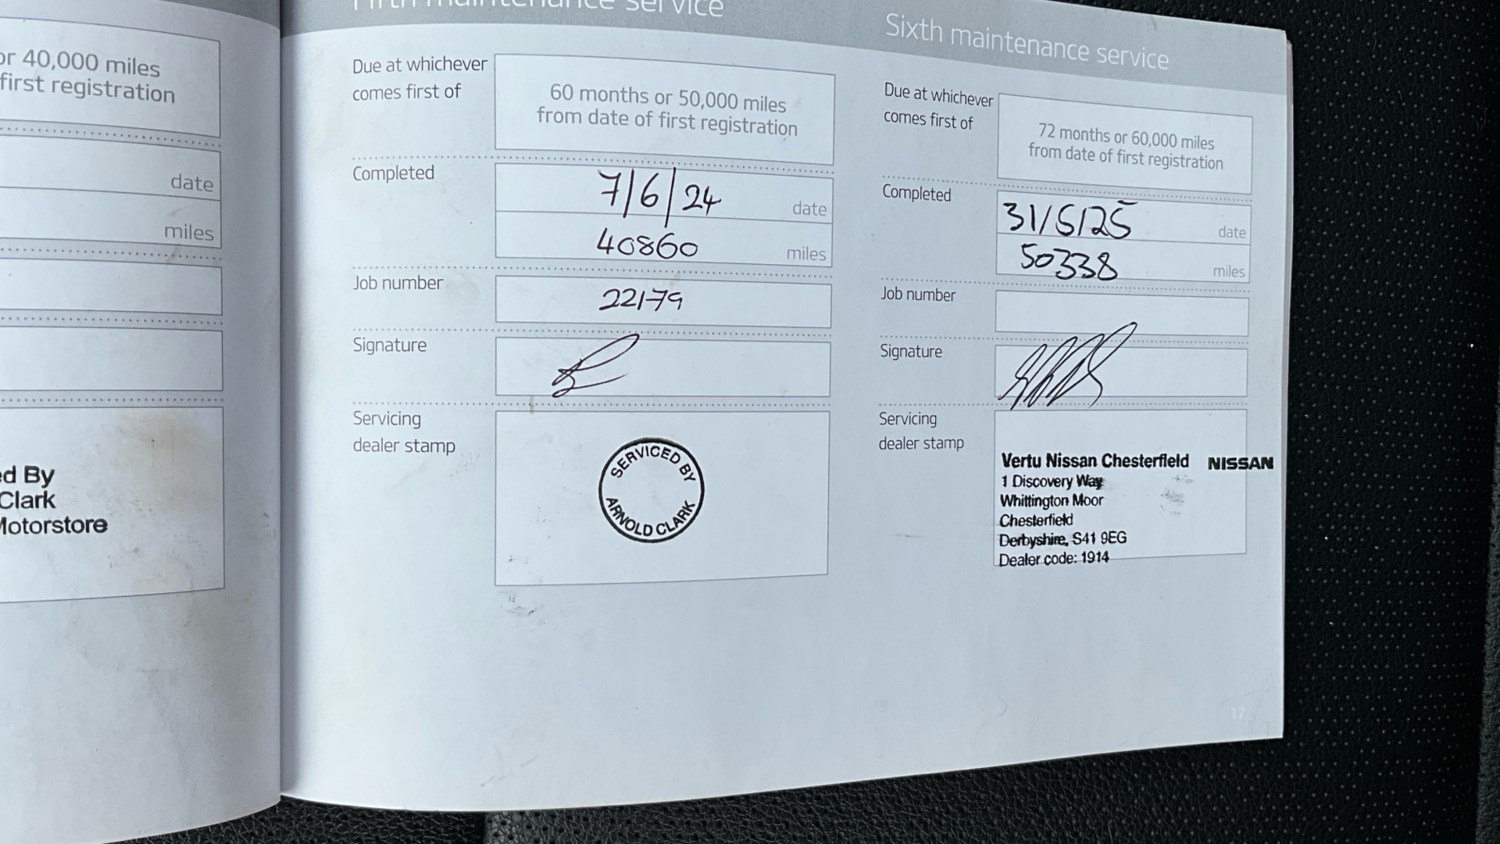 or 40,000 miles
first registration
date
miles
ed By
Clark
Motorstore
Fifth maintenance service
Due at whichever
comes first of
60 months or 50,000 miles
from date of first registration
Completed
7/6/24 date
40860 miles
Job number
22179
Signature
Servicing
dealer stamp
SERVICED BY
ARNOLD CLARK
Sixth maintenance service
Due at whichever
comes first of
72 months or 60,000 miles
from date of first registration
Completed
31/5/25 date
50338 miles
Job number
Signature
Servicing
dealer stamp
Vertu Nissan Chesterfield NISSAN
1 Discovery Way
Whittington Moor
Chesterfield
Derbyshire, S41 9EG
Dealer code: 1914
17